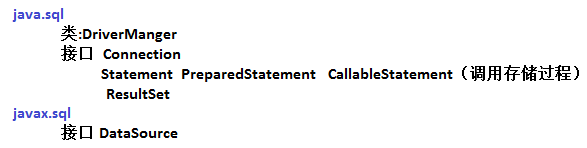 java.sql
类:DriverManger
接口 Connection
Statement PreparedStatement CallableStatement（调用存储过程）
ResultSet
javax.sql
接口 DataSource